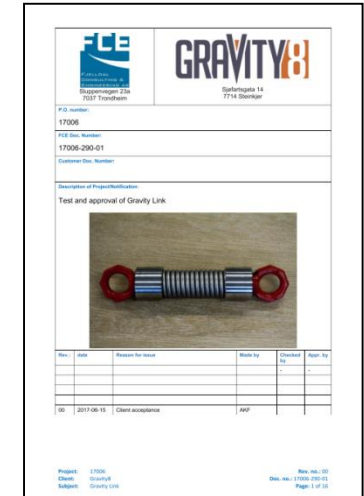 FCE
FJELLDAL
CONSULTING &
ENGINEERING AS
Sluppenvegen 23a
7037 Trondheim
GRAVITY8
Sjøfartsgata 14
7714 Steinkjer
P.O. number:
17006
FCE Doc. Number:
17006-290-01
Customer Doc. Number:
Description of Project/Notification:
Test and approval of Gravity Link
Rev. : date Reason for issue Made by Checked by Appr. by
- -
00 2017-06-15 Client acceptance AKF
Project: 17006 Rev. no.: 00
Client: Gravity8 Doc. no.: 17006-290-01
Subject: Gravity Link Page: 1 of 16